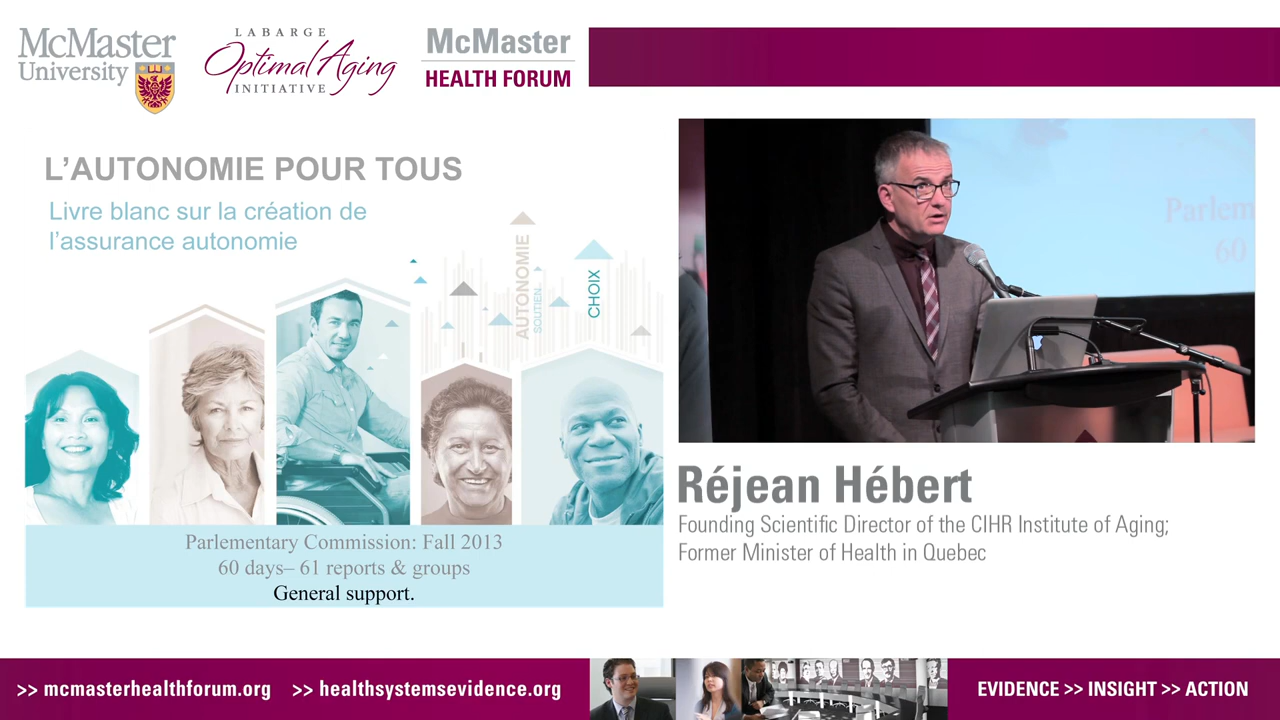 McMaster
University
LABARGE
Optimal Aging
INITIATIVE
McMaster
HEALTH FORUM
L'AUTONOMIE POUR TOUS
Livre blanc sur la création de
l'assurance autonomie
AUTONOMIE
SOUTIEN
CHOIX
Parlementary Commission: Fall 2013
60 days– 61 reports & groups
General support.
Parlem
60
Réjean Hébert
Founding Scientific Director of the CIHR Institute of Aging;
Former Minister of Health in Quebec
>> mcmasterhealthforum.org >> healthsystemsevidence.org
EVIDENCE >> INSIGHT >> ACTION